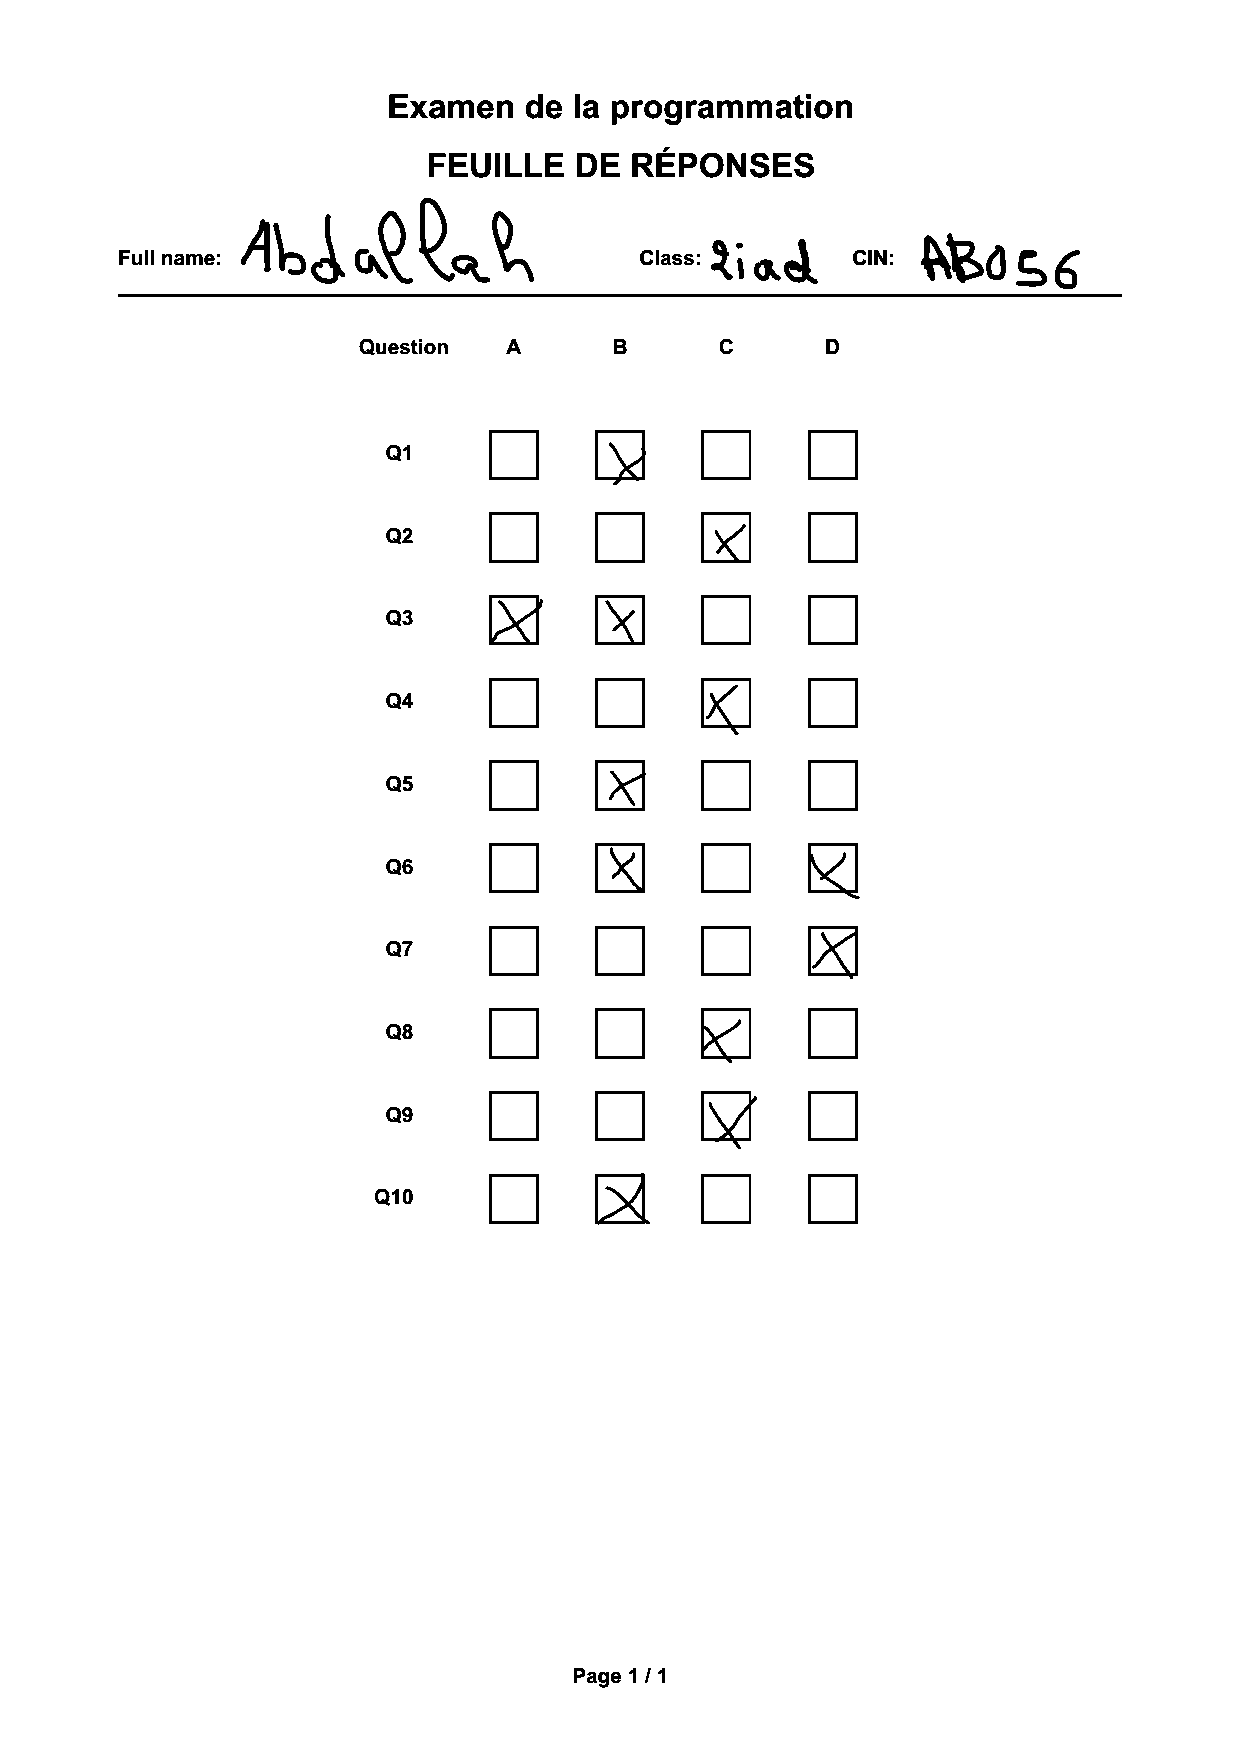 Examen de la programmation
FEUILLE DE RÉPONSES
Full name: Abdallah Class: 2iad CIN: AB056
Question A B C D
Q1
Q2
Q3
Q4
Q5
Q6
Q7
Q8
Q9
Q10
Page 1 / 1